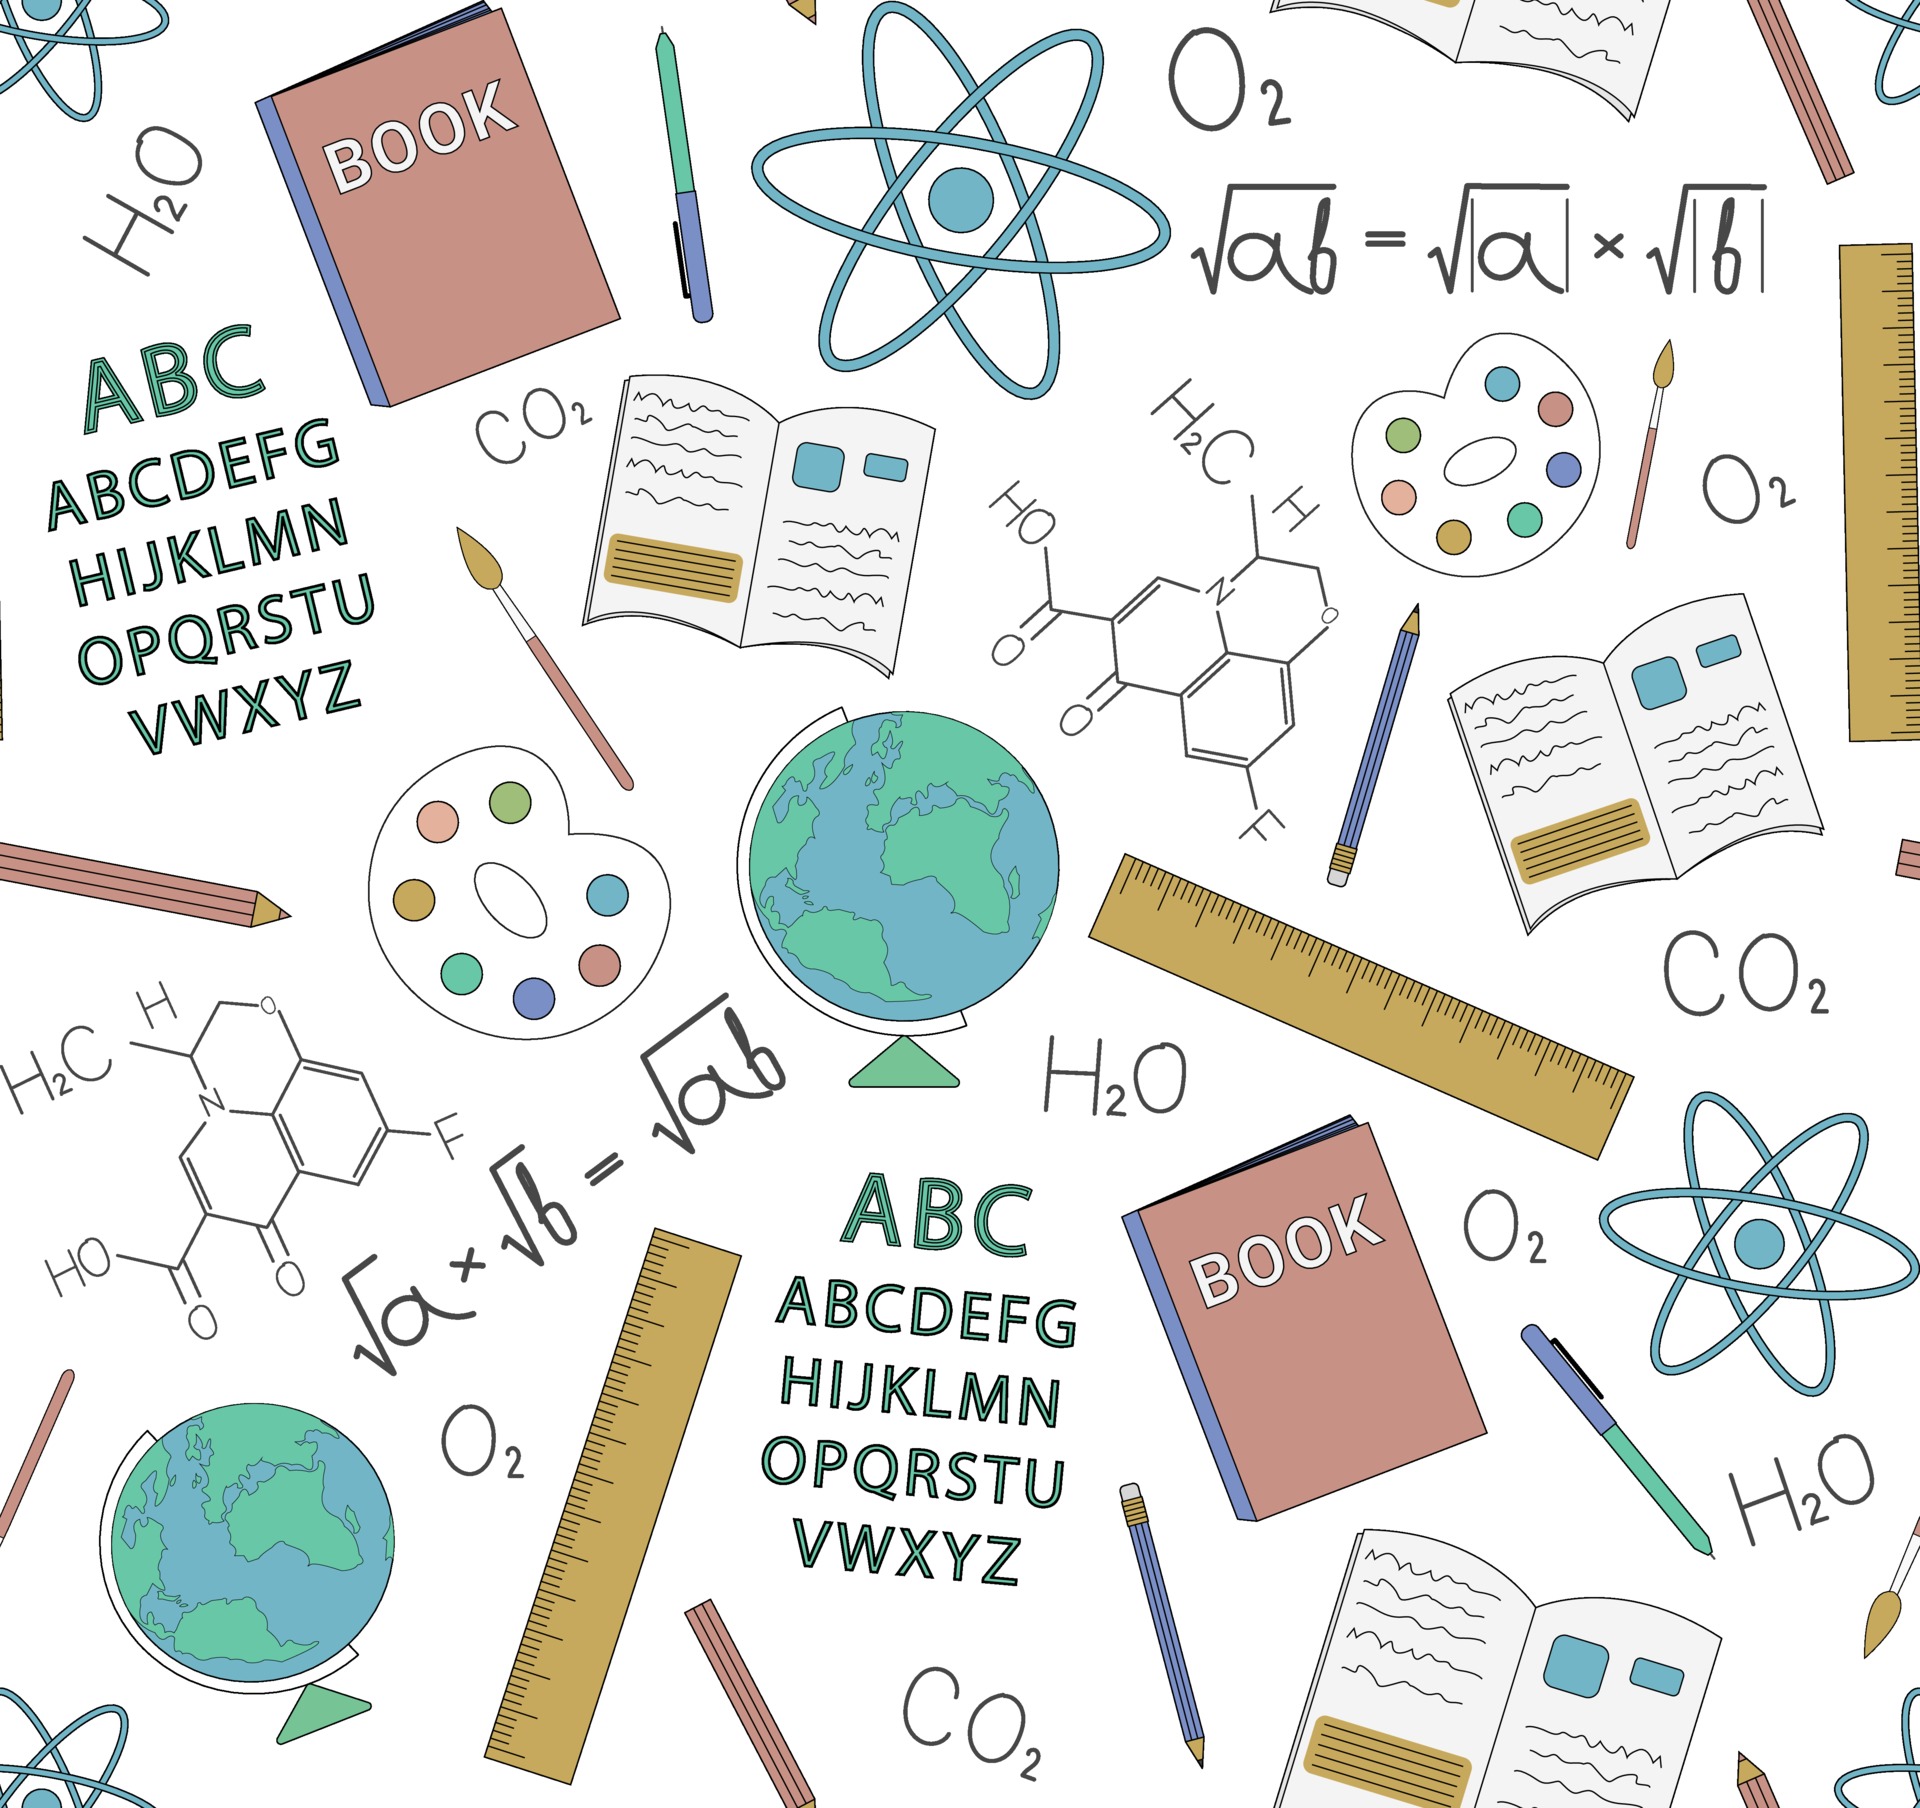 O2
BOOK
H2O
√ab = √|a| × √|b|
ABC
ABCDEFG
HIJKLMN
OPQRSTU
VWXYZ
CO2
H2C
H
HO
N
O
O
O
F
O2
CO2
H
O
H2C
N
F
HO
O
O
√a × √b = √ab
H2O
ABC
ABCDEFG
HIJKLMN
OPQRSTU
VWXYZ
BOOK
O2
O2
H2O
CO2